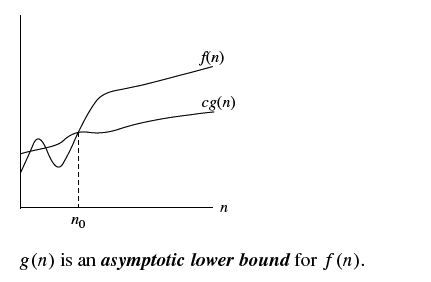 f(n)
cg(n)
n
n₀
g(n) is an asymptotic lower bound for f(n).